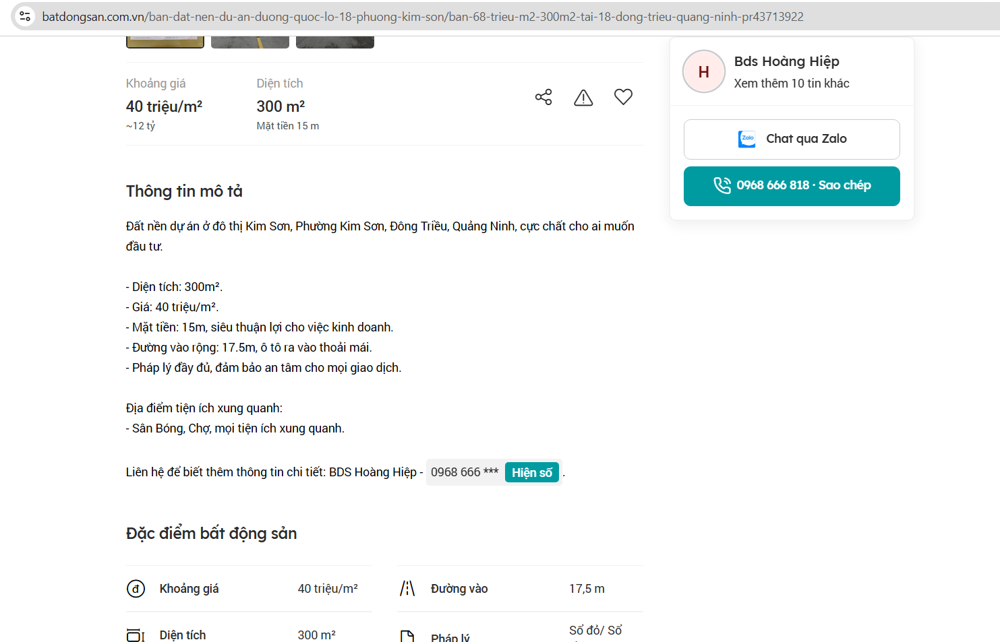 batdongsan.com.vn/ban-dat-nen-du-an-duong-quoc-lo-18-phuong-kim-son/ban-68-trieu-m2-300m2-tai-18-dong-trieu-quang-ninh-pr43713922
Khoảng giá
40 triệu/m²
~12 tỷ
Diện tích
300 m²
Mặt tiền 15 m
H
Bds Hoàng Hiệp
Xem thêm 10 tin khác
Zalo
Chat qua Zalo
0968 666 818 · Sao chép
Thông tin mô tả
Đất nền dự án ở đô thị Kim Sơn, Phường Kim Sơn, Đông Triều, Quảng Ninh, cực chất cho ai muốn
đầu tư.
- Diện tích: 300m².
- Giá: 40 triệu/m².
- Mặt tiền: 15m, siêu thuận lợi cho việc kinh doanh.
- Đường vào rộng: 17.5m, ô tô ra vào thoải mái.
- Pháp lý đầy đủ, đảm bảo an tâm cho mọi giao dịch.
Địa điểm tiện ích xung quanh:
- Sân Bóng, Chợ, mọi tiện ích xung quanh.
Liên hệ để biết thêm thông tin chi tiết: BDS Hoàng Hiệp - 0968 666 *** Hiện số .
Đặc điểm bất động sản
đ Khoảng giá 40 triệu/m²
Đường vào 17,5 m
Diện tích 300 m²
Pháp lý Sổ đỏ/ Sổ